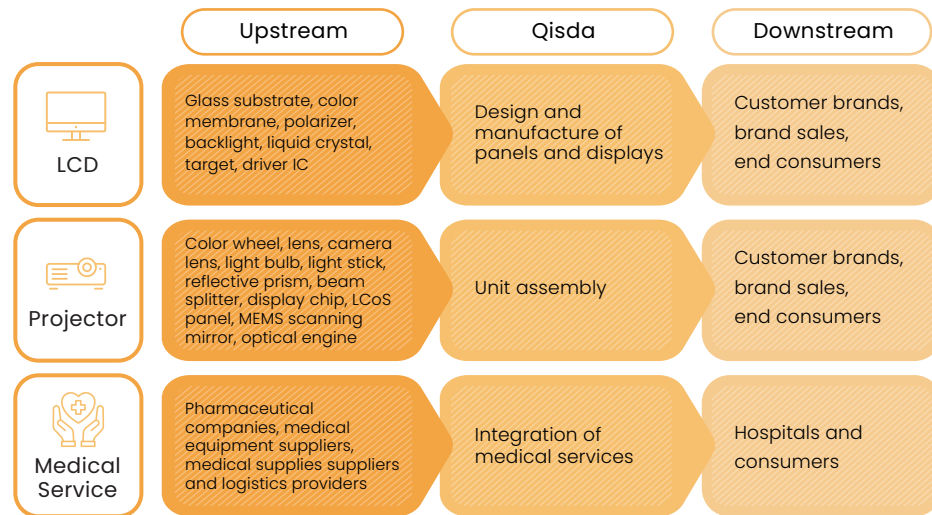 Upstream
Qisda
Downstream
LCD
Glass substrate, color
membrane, polarizer,
backlight, liquid crystal,
target, driver IC
Design and
manufacture of
panels and displays
Customer brands,
brand sales,
end consumers
Projector
Color wheel, lens, camera
lens, light bulb, light stick,
reflective prism, beam
splitter, display chip, LCoS
panel, MEMS scanning
mirror, optical engine
Unit assembly
Customer brands,
brand sales,
end consumers
Medical
Service
Pharmaceutical
companies, medical
equipment suppliers,
medical supplies suppliers
and logistics providers
Integration of
medical services
Hospitals and
consumers